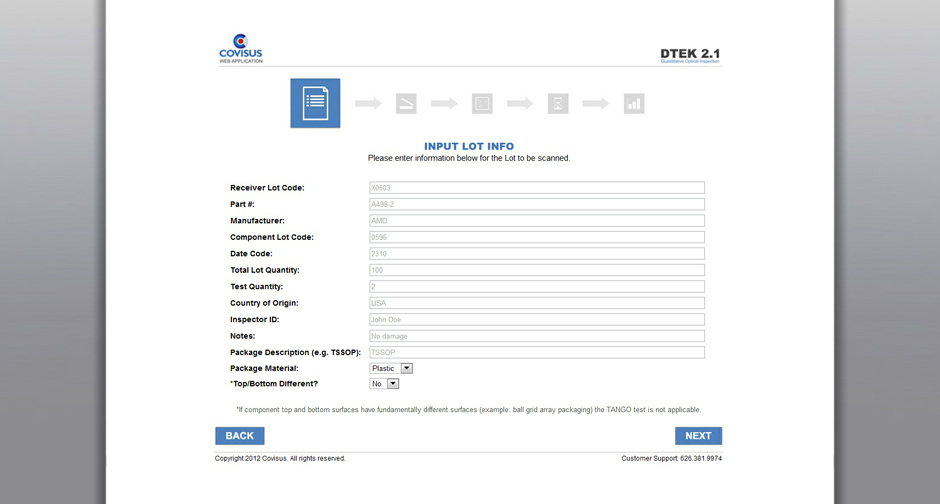 COVISUS
WEB APPLICATION
DTEK 2.1
Quantitative Optical Inspection
INPUT LOT INFO
Please enter information below for the Lot to be scanned.
Receiver Lot Code: X0503
Part #: A498-2
Manufacturer: AMD
Component Lot Code: 0596
Date Code: 2310
Total Lot Quantity: 100
Test Quantity: 2
Country of Origin: USA
Inspector ID: John Doe
Notes: No damage
Package Description (e.g. TSSOP): TSSOP
Package Material: Plastic
*Top/Bottom Different? No
*If component top and bottom surfaces have fundamentally different surfaces (example: ball grid array packaging) the TANGO test is not applicable.
BACK NEXT
Copyright 2012 Covisus. All rights reserved. Customer Support: 626.381.9974